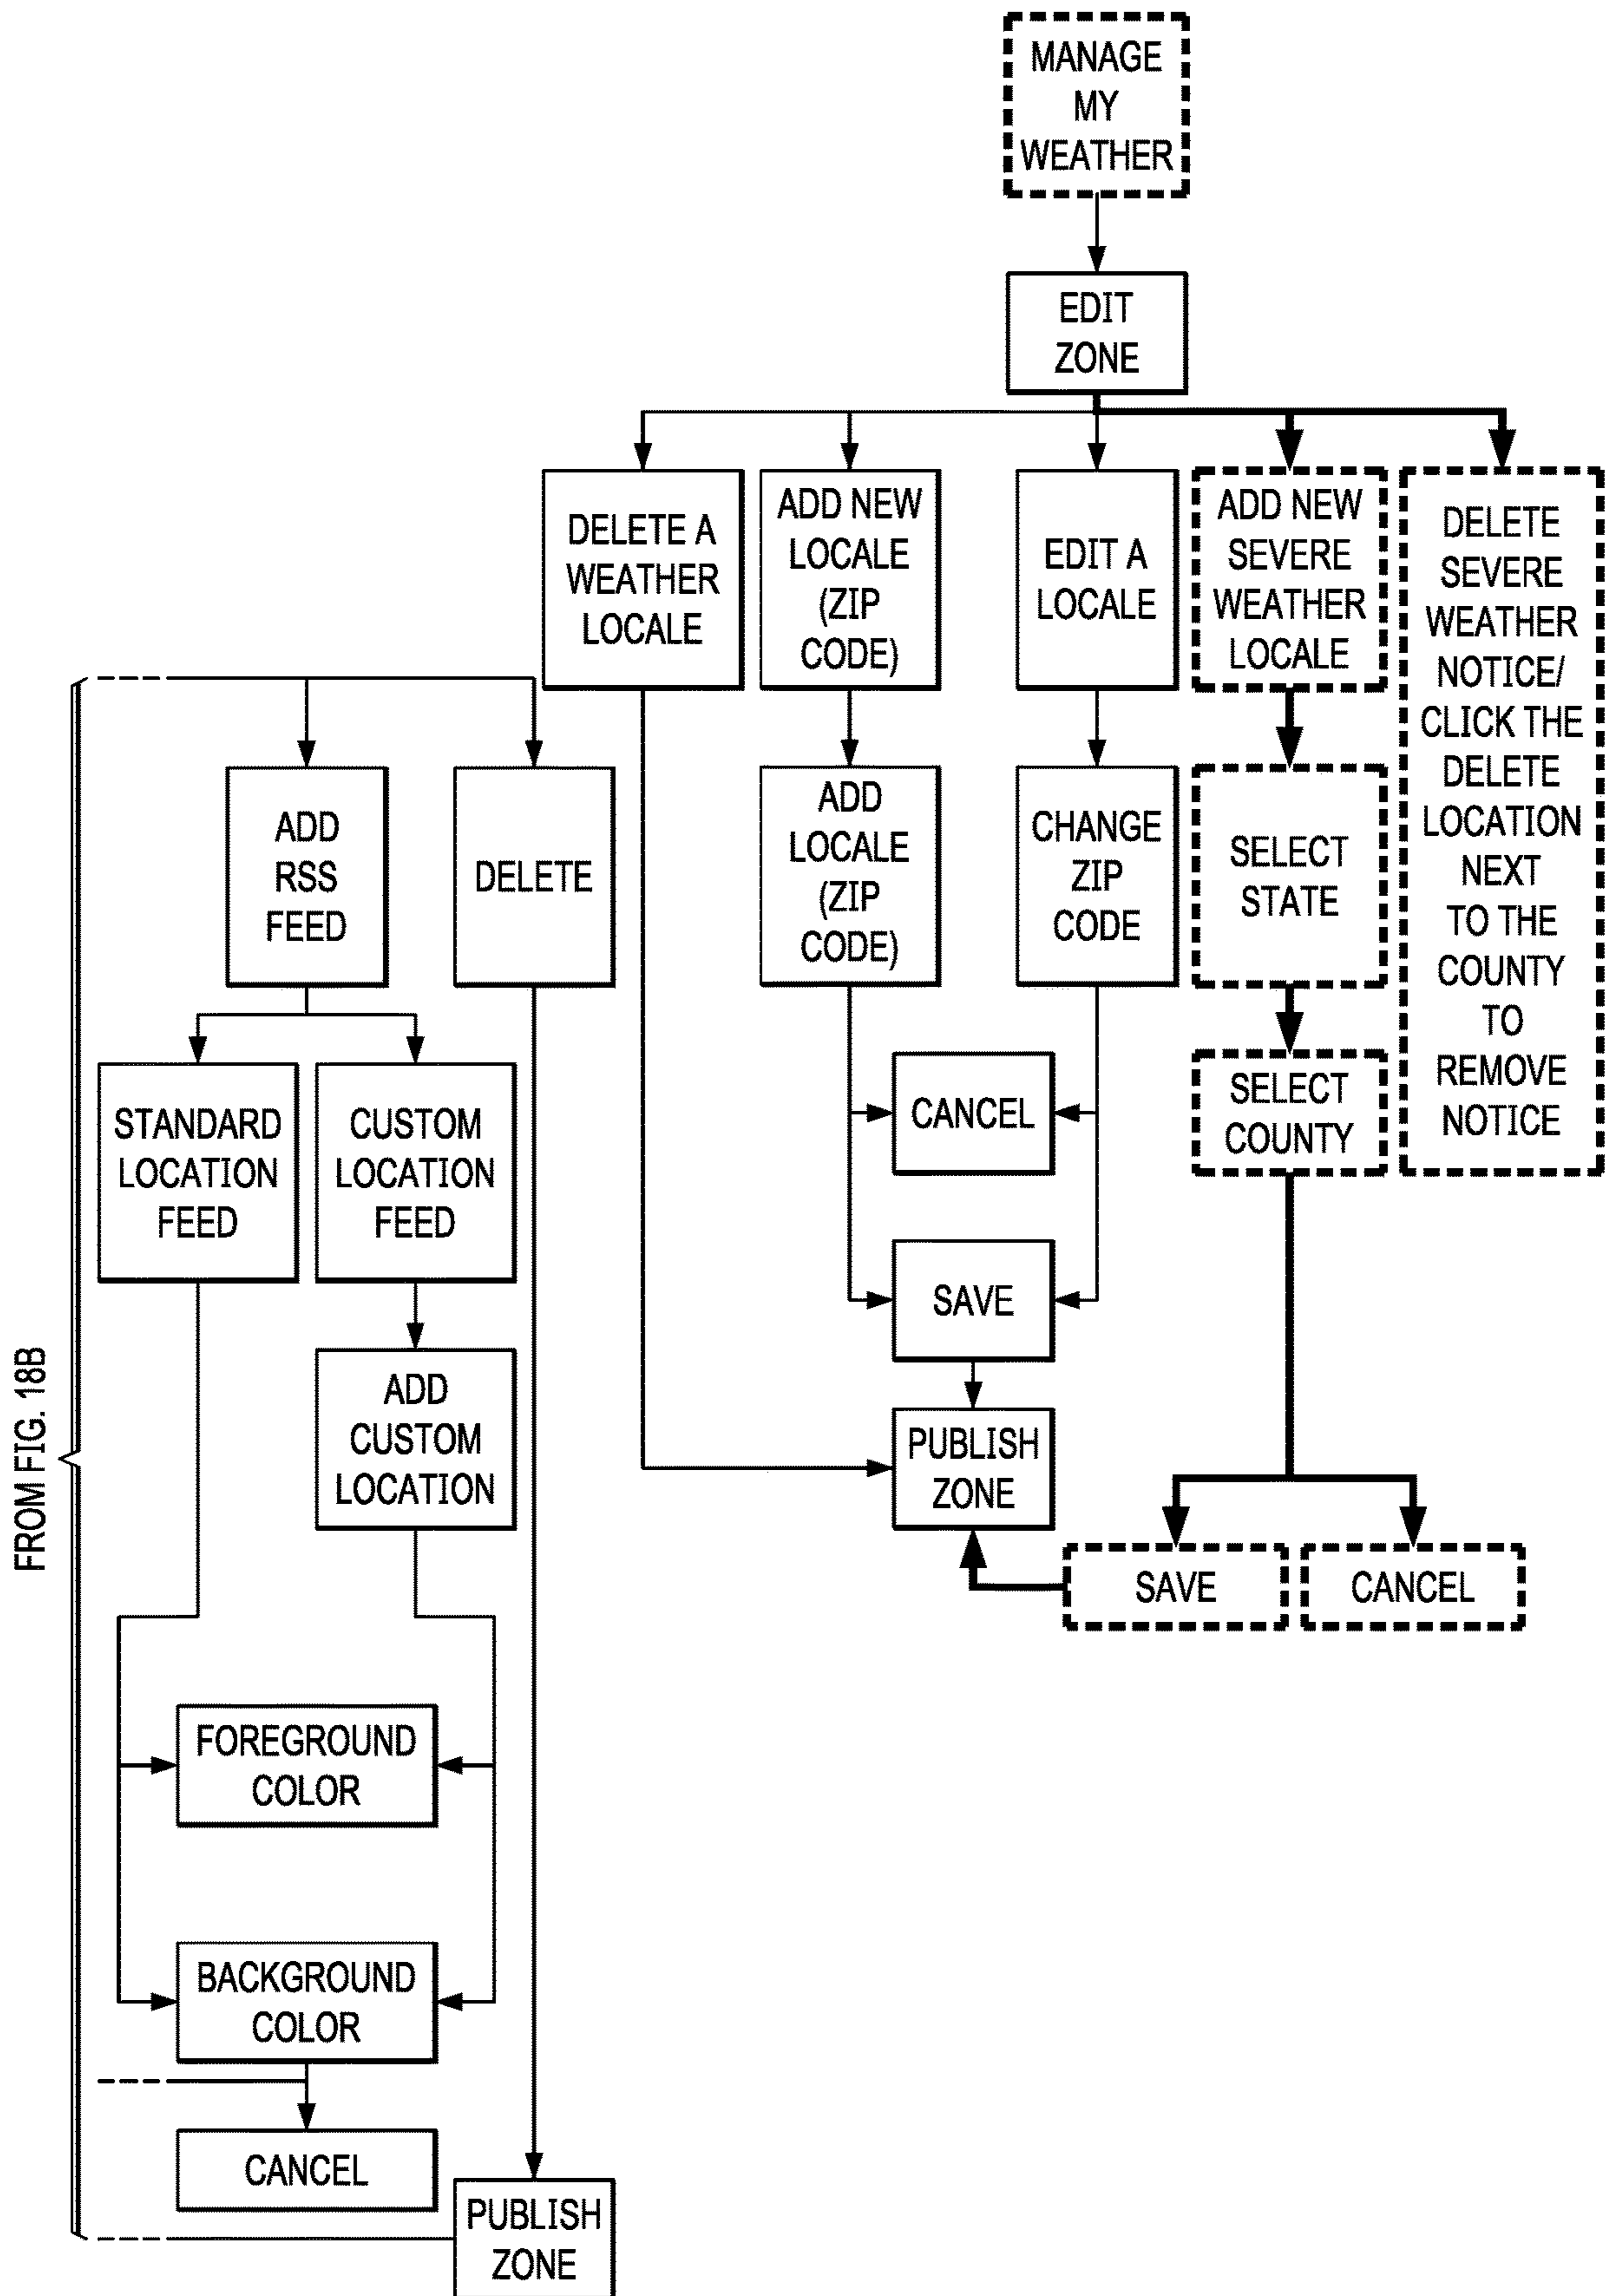 MANAGE
MY
WEATHER
EDIT
ZONE
DELETE A
WEATHER
LOCALE
ADD NEW
LOCALE
(ZIP
CODE)
EDIT A
LOCALE
ADD NEW
SEVERE
WEATHER
LOCALE
DELETE
SEVERE
WEATHER
NOTICE/
CLICK THE
DELETE
LOCATION
NEXT
TO THE
COUNTY
TO
REMOVE
NOTICE
ADD
RSS
FEED
DELETE
ADD
LOCALE
(ZIP
CODE)
CHANGE
ZIP
CODE
SELECT
STATE
STANDARD
LOCATION
FEED
CUSTOM
LOCATION
FEED
CANCEL
SELECT
COUNTY
SAVE
FROM FIG. 18B
ADD
CUSTOM
LOCATION
PUBLISH
ZONE
SAVE
CANCEL
FOREGROUND
COLOR
BACKGROUND
COLOR
CANCEL
PUBLISH
ZONE